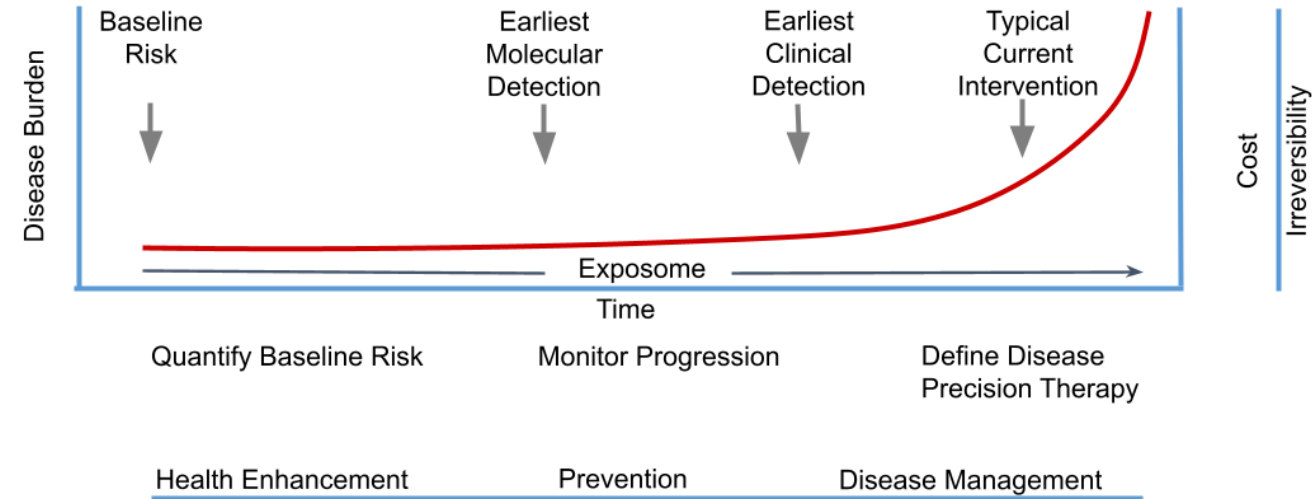 Baseline
Risk
Earliest
Molecular
Detection
Earliest
Clinical
Detection
Typical
Current
Intervention
Disease Burden
Cost
Irreversibility
Exposome
Time
Quantify Baseline Risk
Monitor Progression
Define Disease
Precision Therapy
Health Enhancement
Prevention
Disease Management